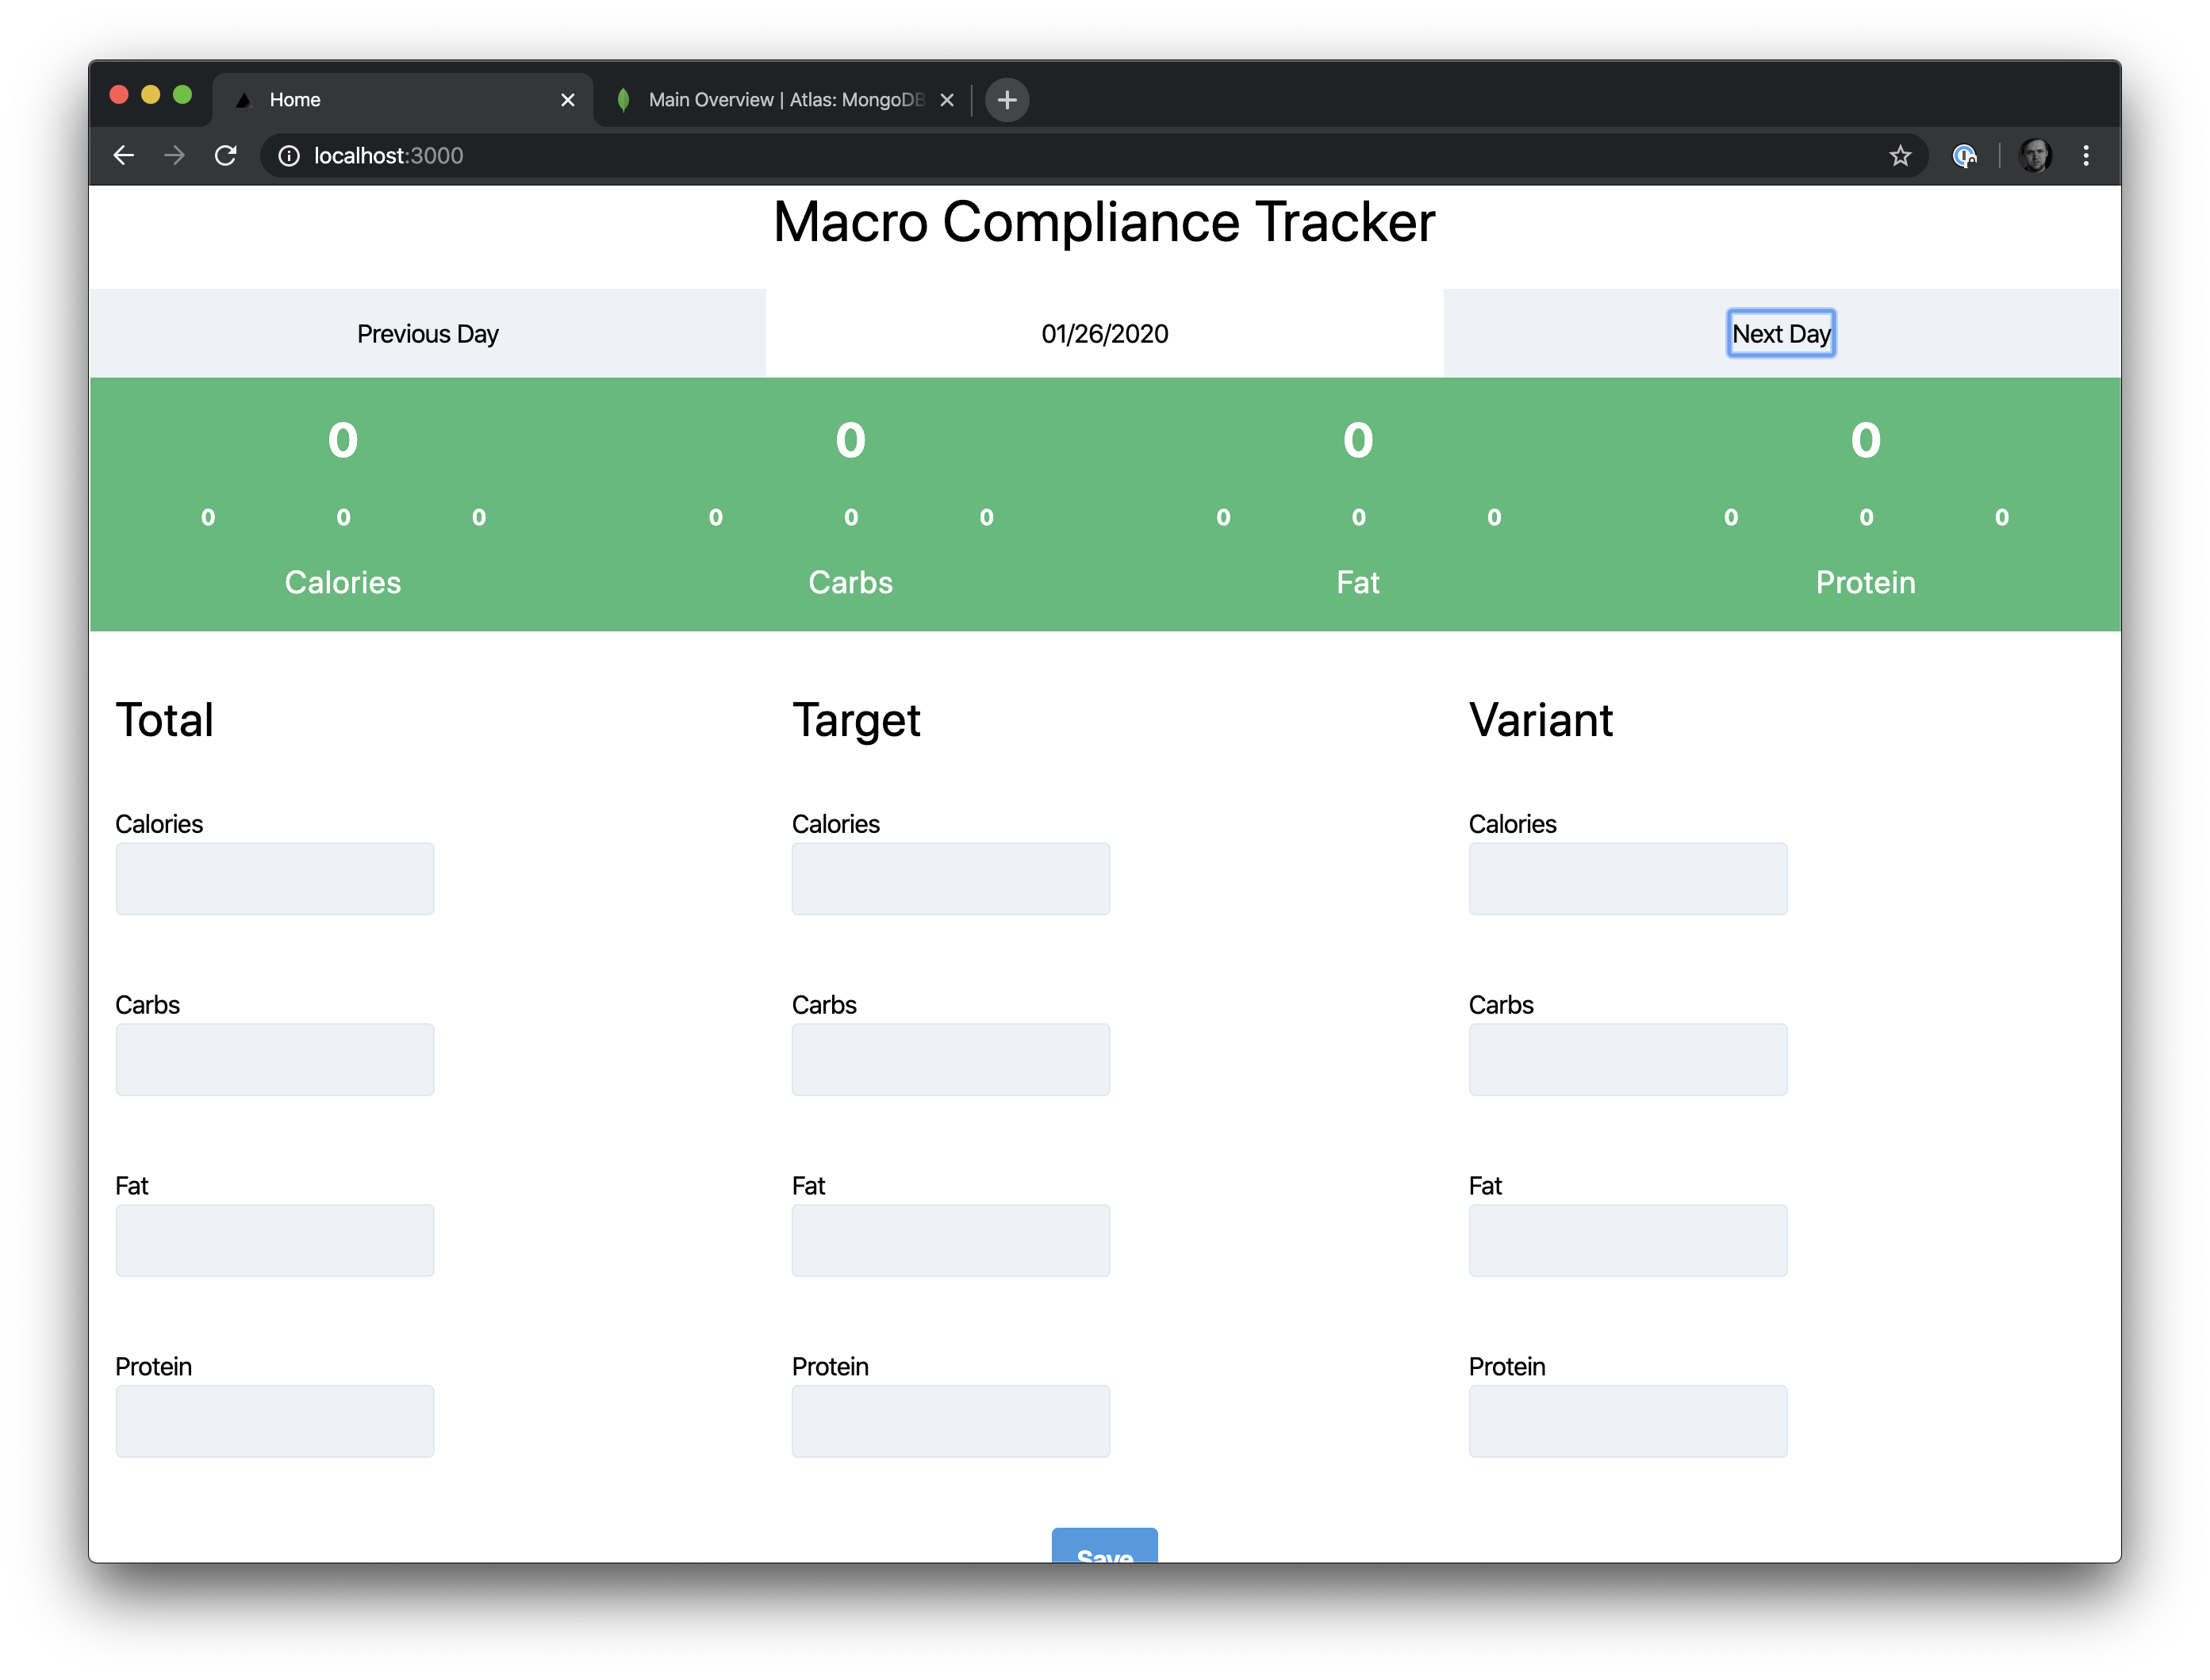 Home
Main Overview | Atlas: MongoDB
localhost:3000
Macro Compliance Tracker
Previous Day 01/26/2020 Next Day
0 0 0 0
0 0 0 0 0 0 0 0 0 0 0 0
Calories Carbs Fat Protein
Total Target Variant
Calories Calories Calories
Carbs Carbs Carbs
Fat Fat Fat
Protein Protein Protein
Save